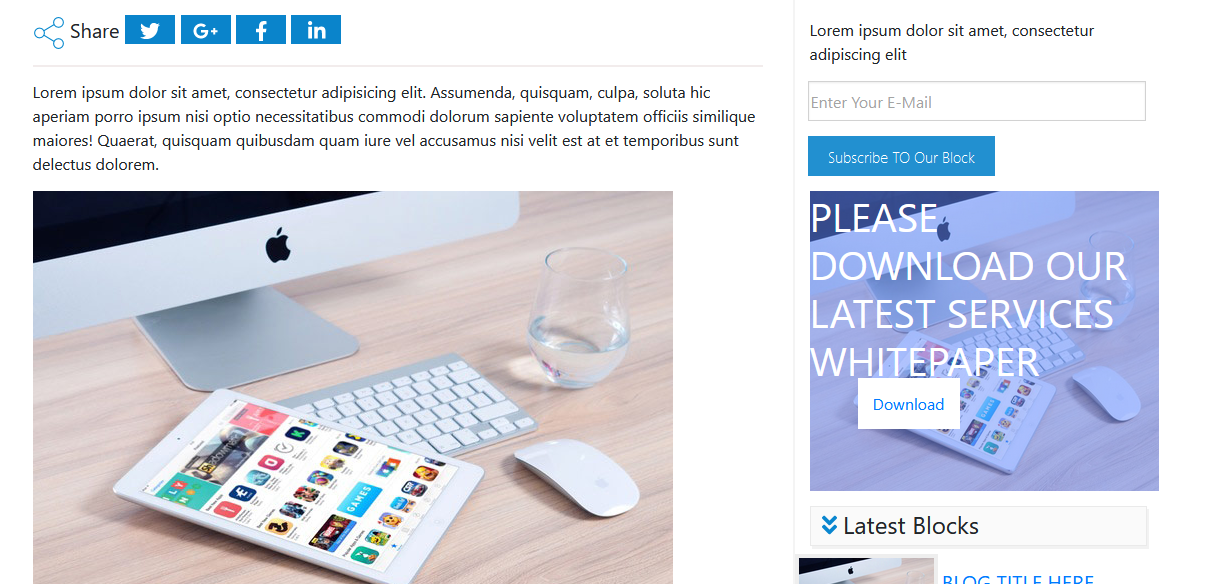 Share
Lorem ipsum dolor sit amet, consectetur adipisicing elit. Assumenda, quisquam, culpa, soluta hic
aperiam porro ipsum nisi optio necessitatibus commodi dolorum sapiente voluptatem officiis similique
maiores! Quaerat, quisquam quibusdam quam iure vel accusamus nisi velit est at et temporibus sunt
delectus dolorem.
GAMES
Lorem ipsum dolor sit amet, consectetur
adipiscing elit
Enter Your E-Mail
Subscribe TO Our Block
PLEASE
DOWNLOAD OUR
LATEST SERVICES
WHITEPAPER
Download
GAMES
Latest Blocks
BLOG TITLE HERE